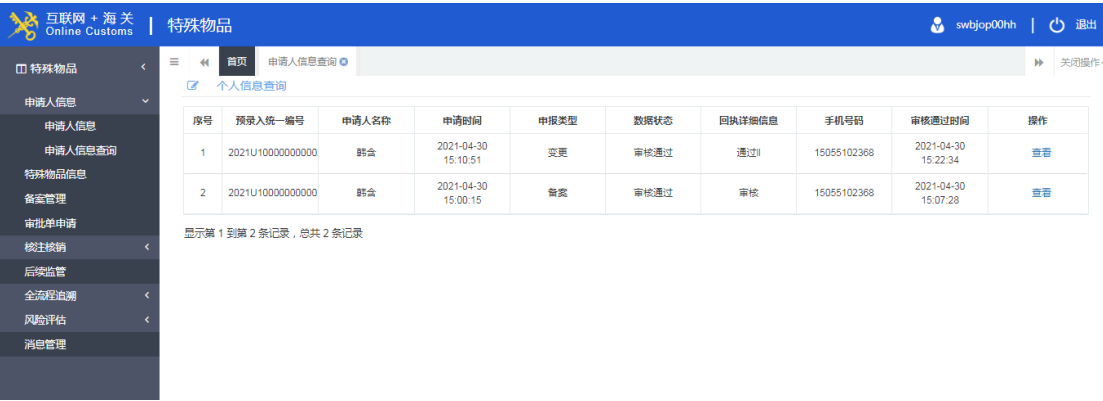 互联网 + 海关
Online Customs
特殊物品
swbjop00hh
退出
特殊物品
首页
申请人信息查询
关闭操作
个人信息查询
申请人信息
申请人信息
申请人信息查询
特殊物品信息
备案管理
审批单申请
核注核销
后续监管
全流程追溯
风险评估
消息管理
序号 预录入统一编号 申请人名称 申请时间 申报类型 数据状态 回执详细信息 手机号码 审核通过时间 操作
1 2021U10000000000 韩含 2021-04-30 15:10:51 变更 审核通过 通过II 15055102368 2021-04-30 15:22:34 查看
2 2021U10000000000 韩含 2021-04-30 15:00:15 备案 审核通过 审核 15055102368 2021-04-30 15:07:28 查看
显示第 1 到第 2 条记录，总共 2 条记录